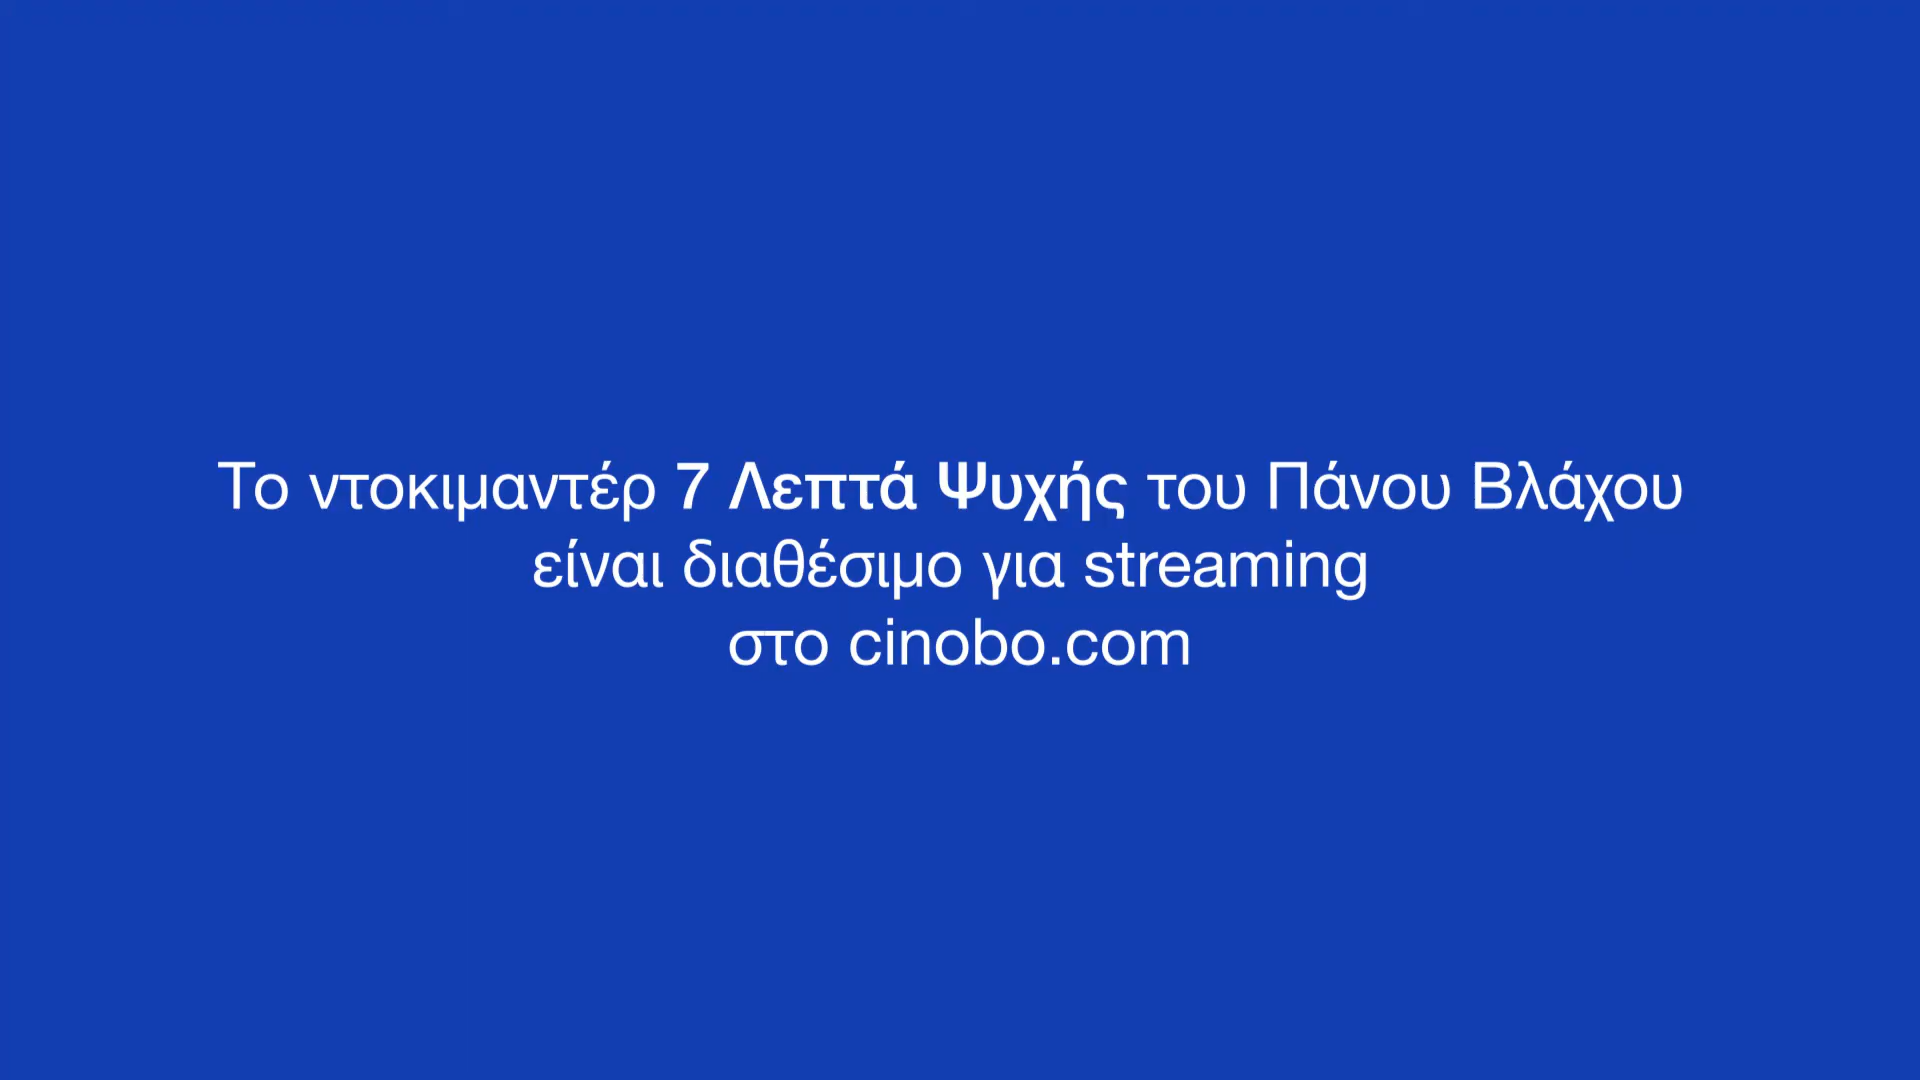 Το ντοκιμαντέρ 7 Λεπτά Ψυχής του Πάνου Βλάχου
είναι διαθέσιμο για streaming
στο cinobo.com